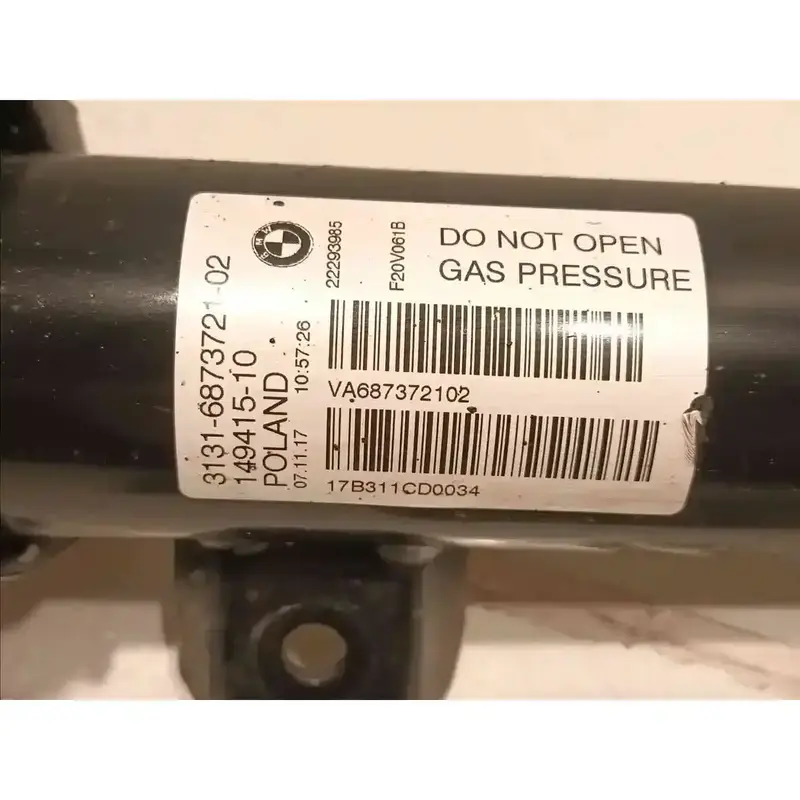 3131-6873721-02
149415-10
POLAND
07.11.17 10:57:26
22293985
F20V061B
DO NOT OPEN
GAS PRESSURE
VA687372102
17B311CD0034
BMW